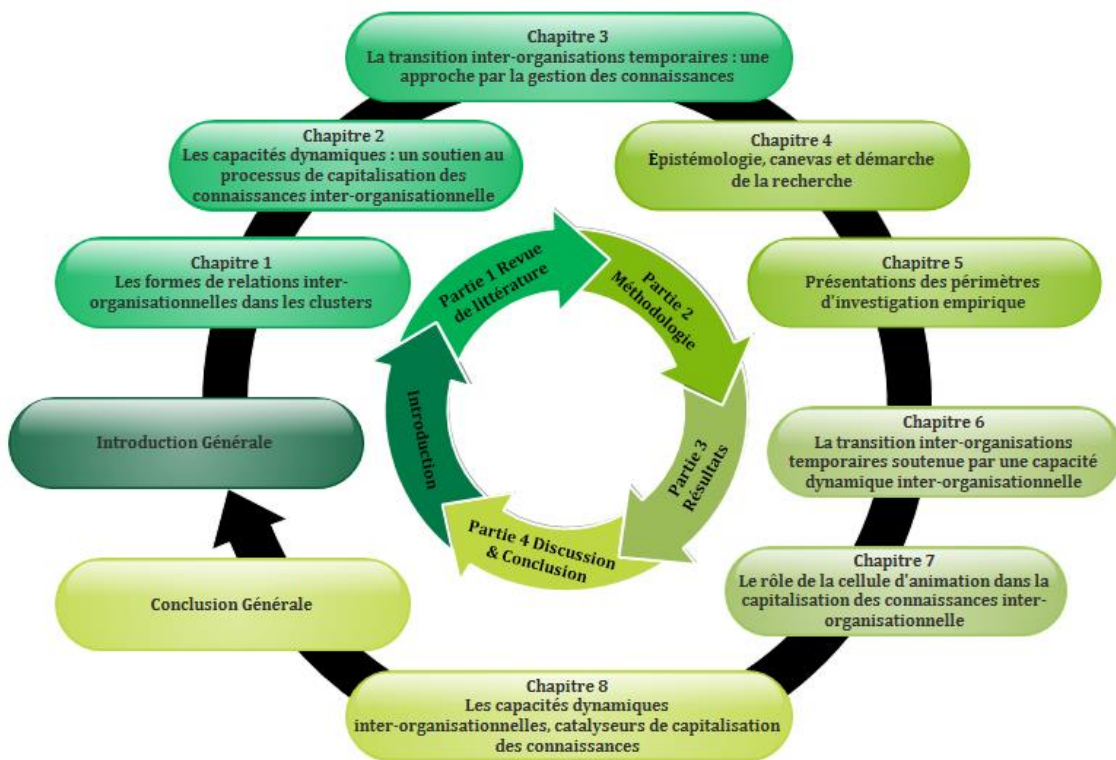 Chapitre 3
La transition inter-organisations temporaires : une
approche par la gestion des connaissances
Chapitre 2
Les capacités dynamiques : un soutien au
processus de capitalisation des
connaissances inter-organisationnelle
Chapitre 4
Èpistémologie, canevas et démarche
de la recherche
Chapitre 1
Les formes de relations inter-
organisationnelles dans les clusters
Chapitre 5
Présentations des périmètres
d'investigation empirique
Partie 1 Revue
de littérature
Partie 2
Méthodologie
Introduction
Partie 3
Résultats
Partie 4 Discussion
& Conclusion
Introduction Générale
Chapitre 6
La transition inter-organisations
temporaires soutenue par une capacité
dynamique inter-organisationnelle
Conclusion Générale
Chapitre 7
Le rôle de la cellule d'animation dans la
capitalisation des connaissances inter-
organisationnelle
Chapitre 8
Les capacités dynamiques
inter-organisationnelles, catalyseurs de capitalisation
des connaissances